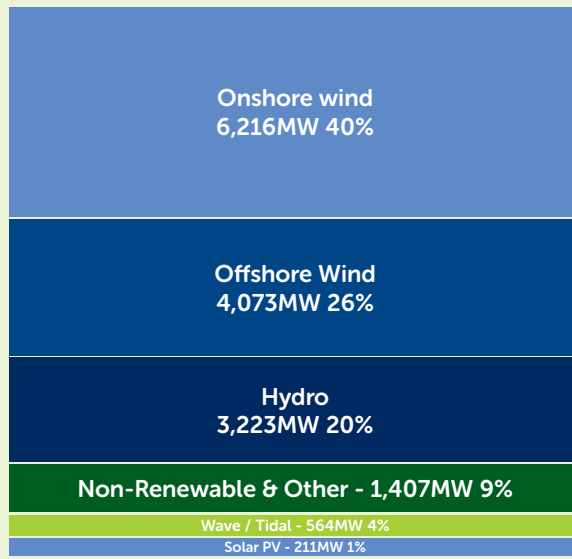 Onshore wind
6,216MW 40%
Offshore Wind
4,073MW 26%
Hydro
3,223MW 20%
Non-Renewable & Other - 1,407MW 9%
Wave / Tidal - 564MW 4%
Solar PV - 211MW 1%